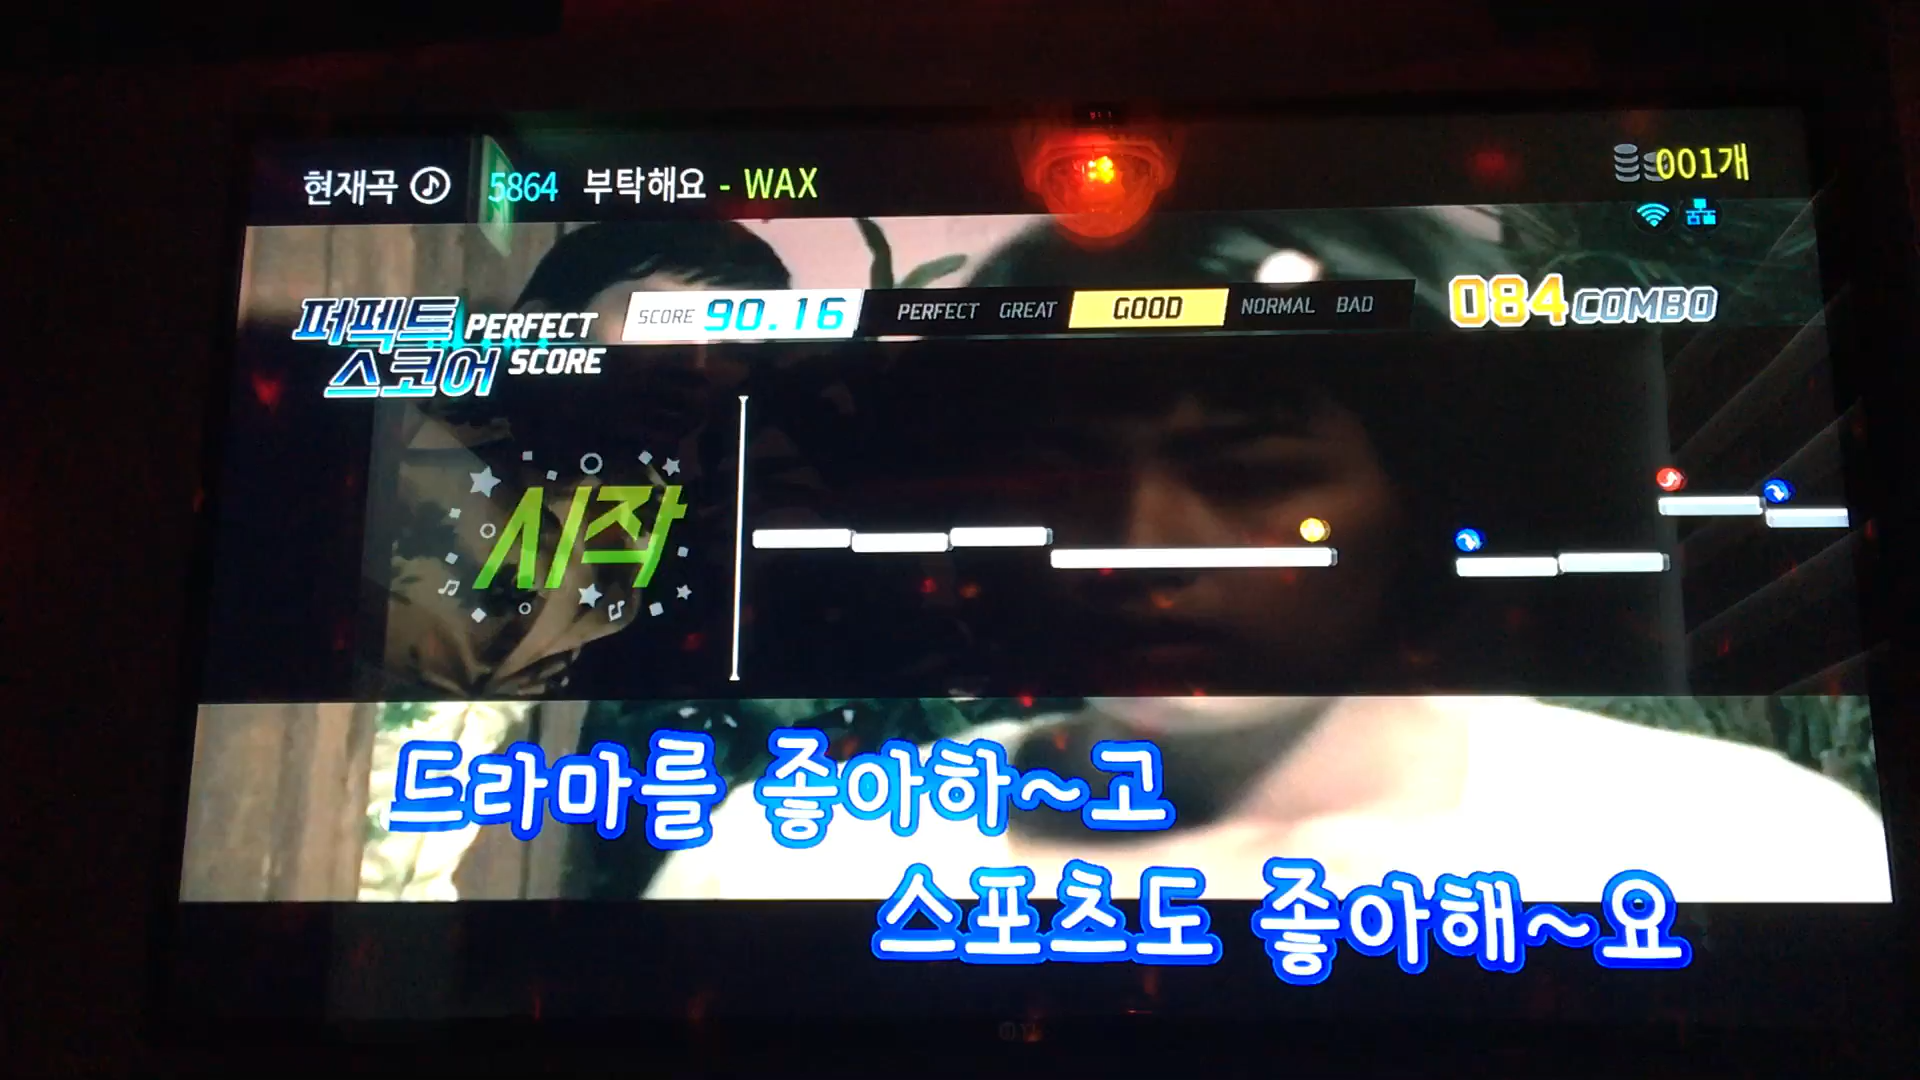 현재곡 5864 부탁해요 - WAX
001개
퍼펙트 스코어 PERFECT SCORE
SCORE 90.16 PERFECT GREAT GOOD NORMAL BAD
084 COMBO
시작
드라마를 좋아하~고
스포츠도 좋아해~요